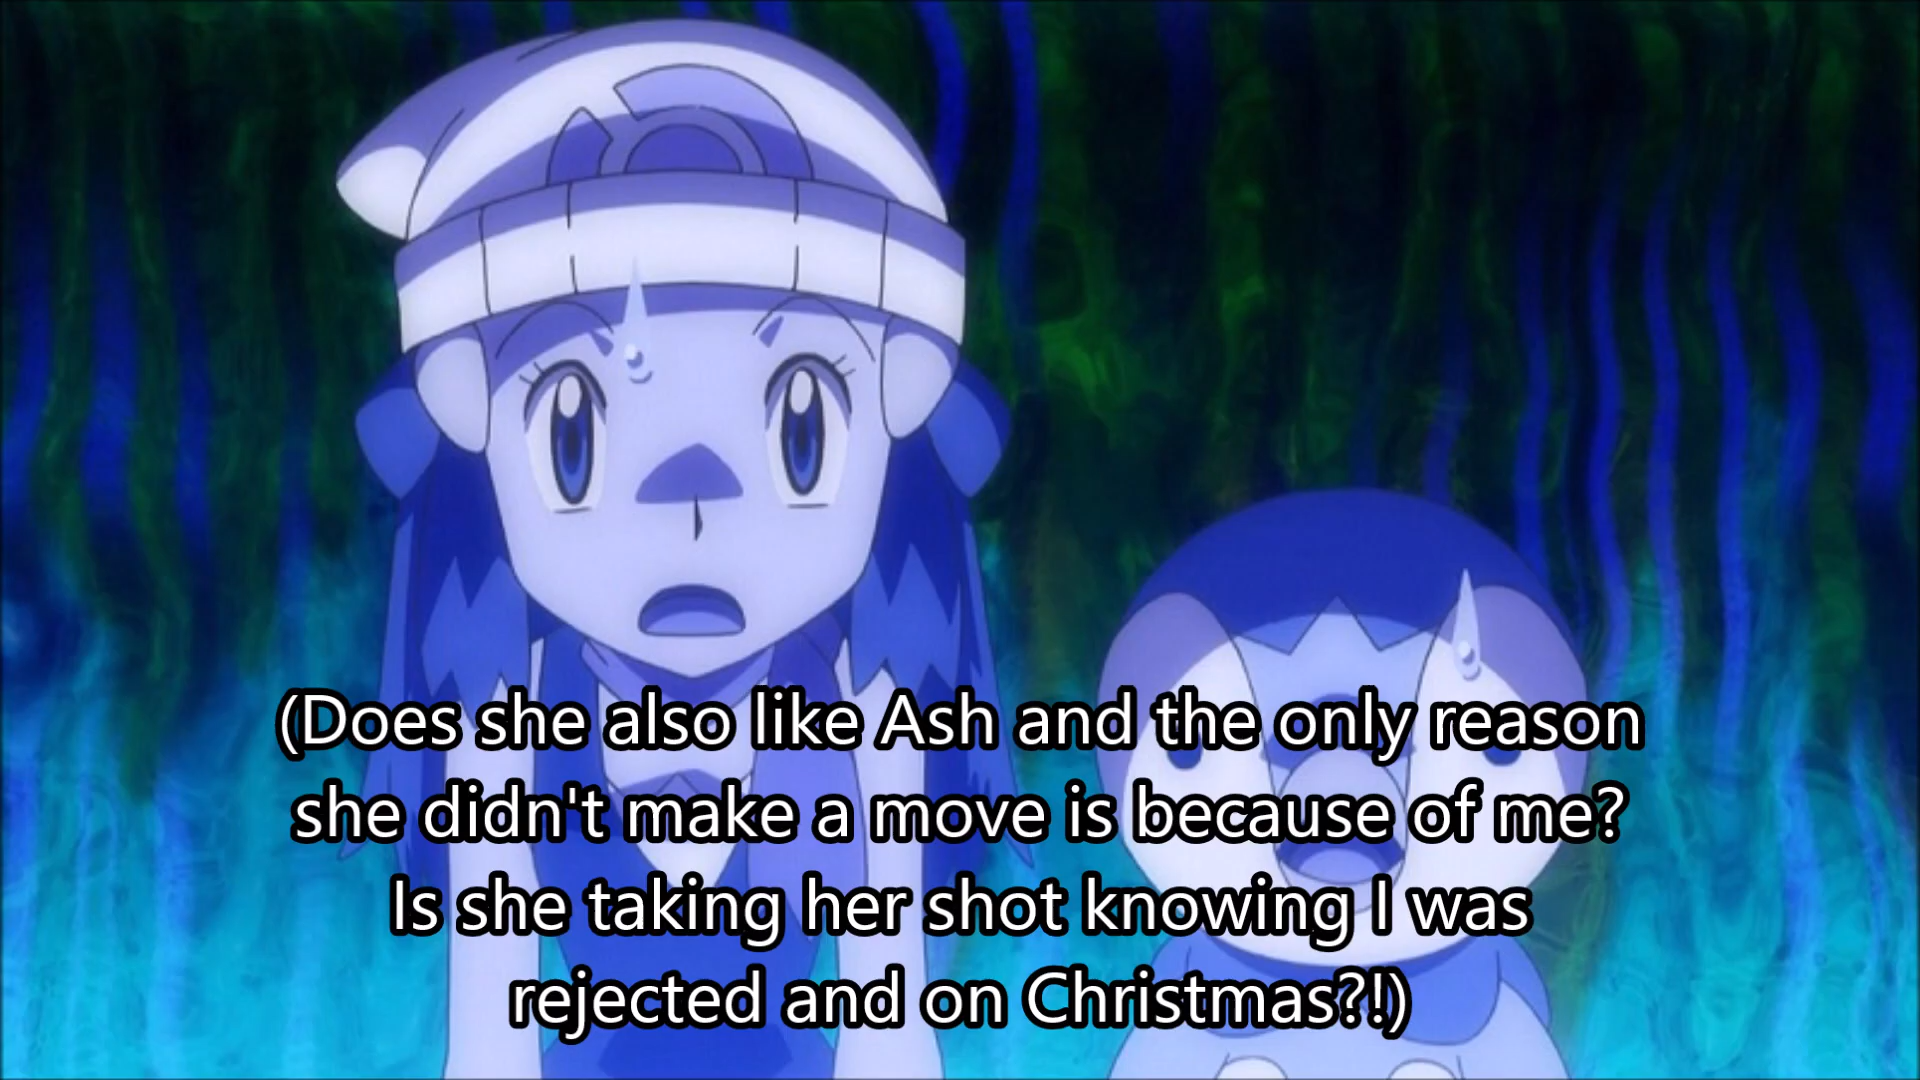 (Does she also like Ash and the only reason
she didn't make a move is because of me?
Is she taking her shot knowing I was
rejected and on Christmas?!)